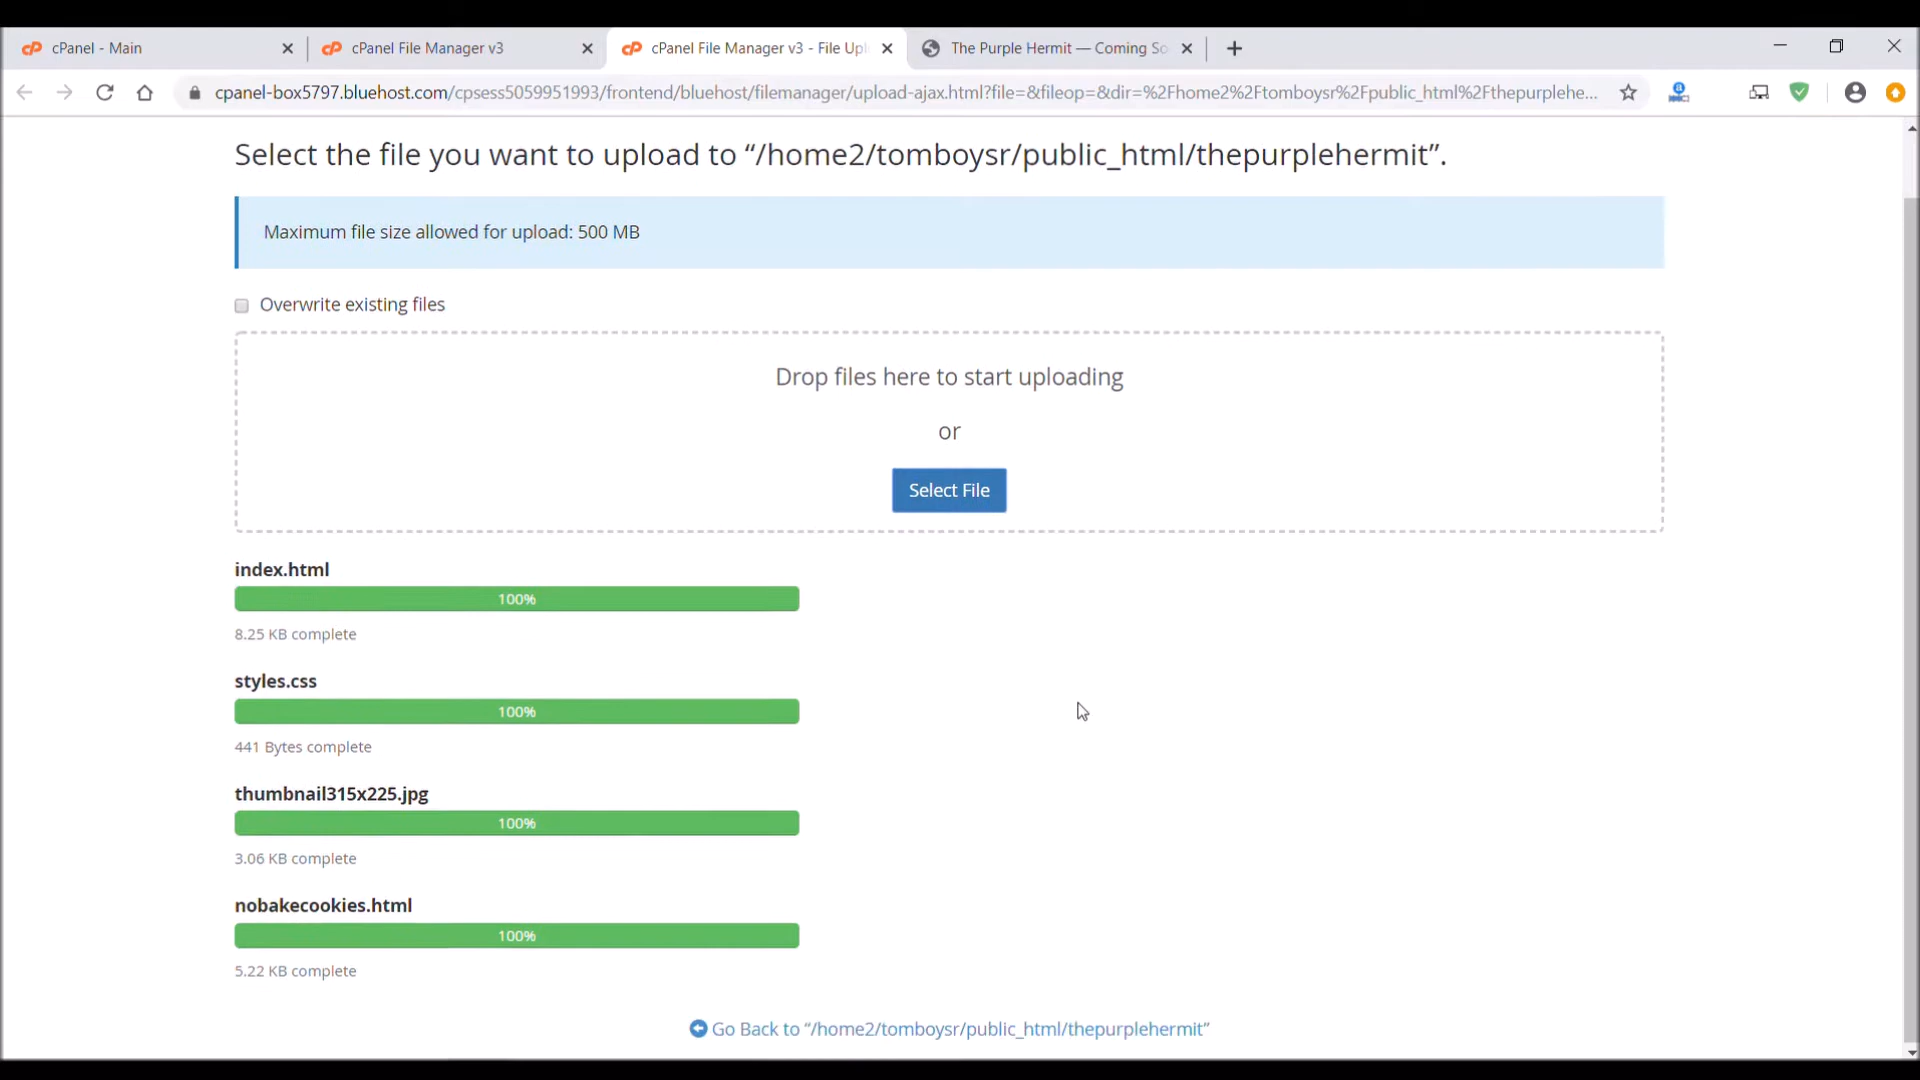 cPanel - Main
cPanel File Manager v3
cPanel File Manager v3 - File Upl
The Purple Hermit — Coming So
cpanel-box5797.bluehost.com/cpsess5059951993/frontend/bluehost/filemanager/upload-ajax.html?file=&fileop=&dir=%2Fhome2%2Ftomboysr%2Fpublic_html%2Fthepurplehe...
Select the file you want to upload to “/home2/tomboysr/public_html/thepurplehermit”.
Maximum file size allowed for upload: 500 MB
Overwrite existing files
Drop files here to start uploading
or
Select File
index.html
100%
8.25 KB complete
styles.css
100%
441 Bytes complete
thumbnail315x225.jpg
100%
3.06 KB complete
nobakecookies.html
100%
5.22 KB complete
Go Back to “/home2/tomboysr/public_html/thepurplehermit”